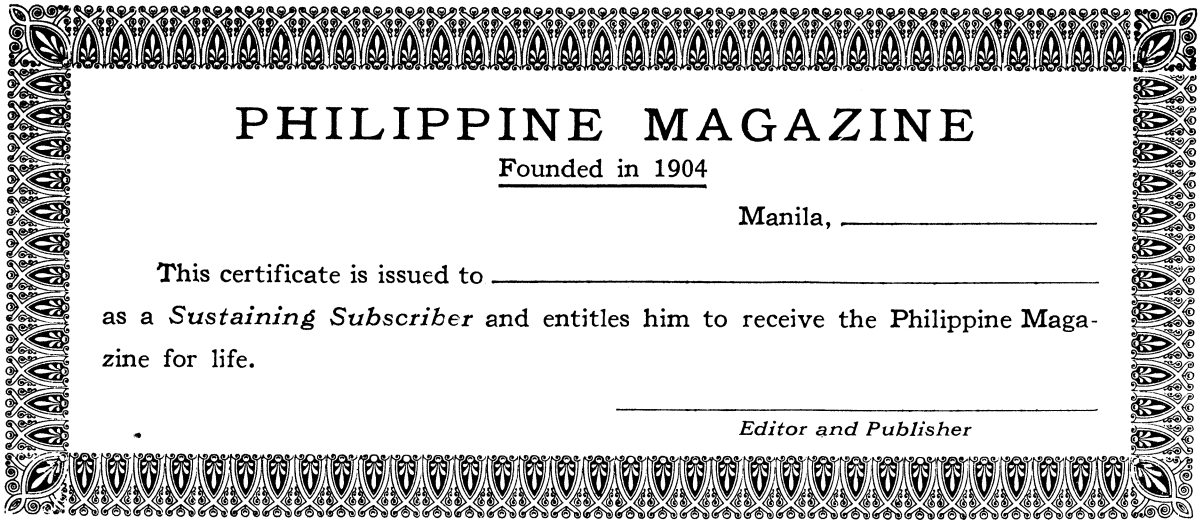 PHILIPPINE MAGAZINE
Founded in 1904
Manila,
This certificate is issued to
as a Sustaining Subscriber and entitles him to receive the Philippine Maga-
zine for life.
Editor and Publisher